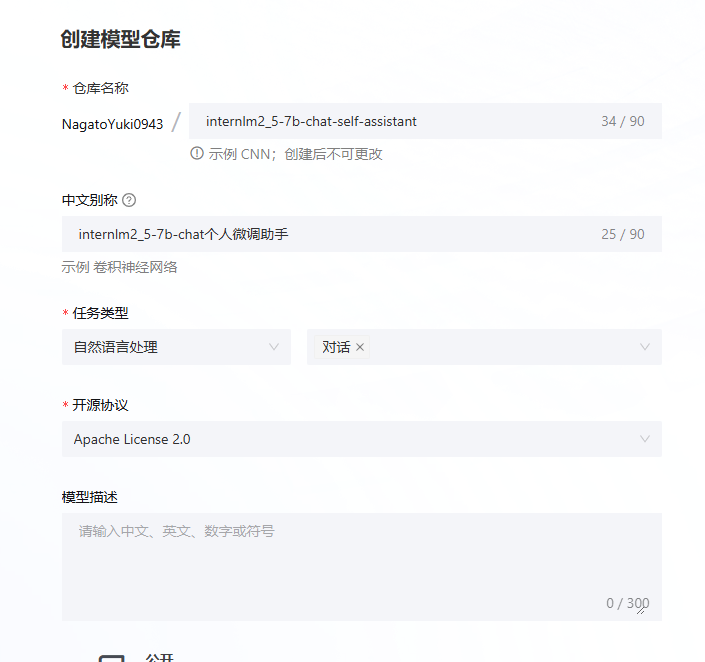 创建模型仓库
* 仓库名称
NagatoYuki0943 / internlm2_5-7b-chat-self-assistant 34 / 90
示例 CNN；创建后不可更改
中文别称 ?
internlm2_5-7b-chat个人微调助手 25 / 90
示例 卷积神经网络
* 任务类型
自然语言处理 对话 ×
* 开源协议
Apache License 2.0
模型描述
请输入中文、英文、数字或符号
0 / 300